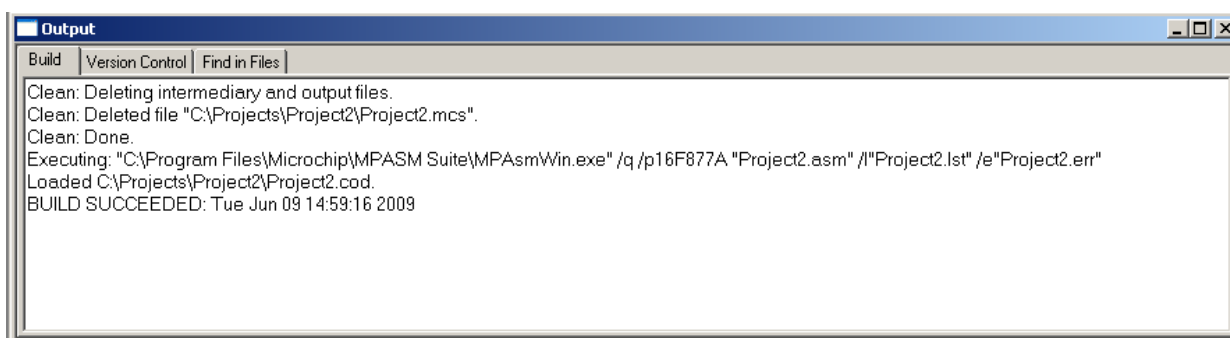 Output
Build Version Control Find in Files
Clean: Deleting intermediary and output files.
Clean: Deleted file "C:\Projects\Project2\Project2.mcs".
Clean: Done.
Executing: "C:\Program Files\Microchip\MPASM Suite\MPAsmWin.exe" /q /p16F877A "Project2.asm" /l"Project2.lst" /e"Project2.err"
Loaded C:\Projects\Project2\Project2.cod.
BUILD SUCCEEDED: Tue Jun 09 14:59:16 2009